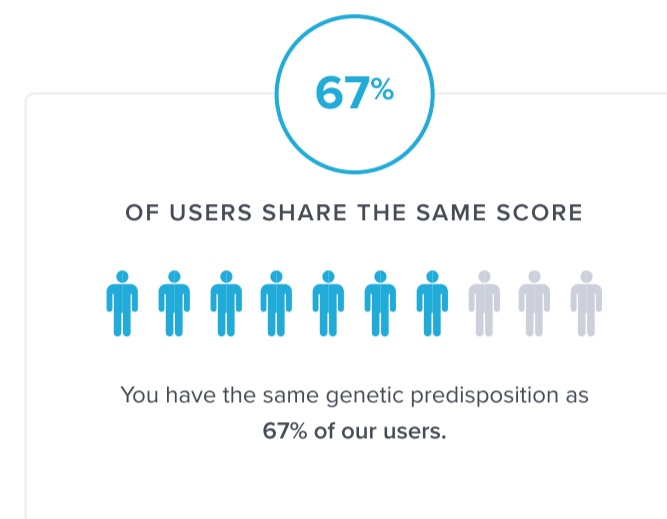 67%
OF USERS SHARE THE SAME SCORE
You have the same genetic predisposition as
67% of our users.